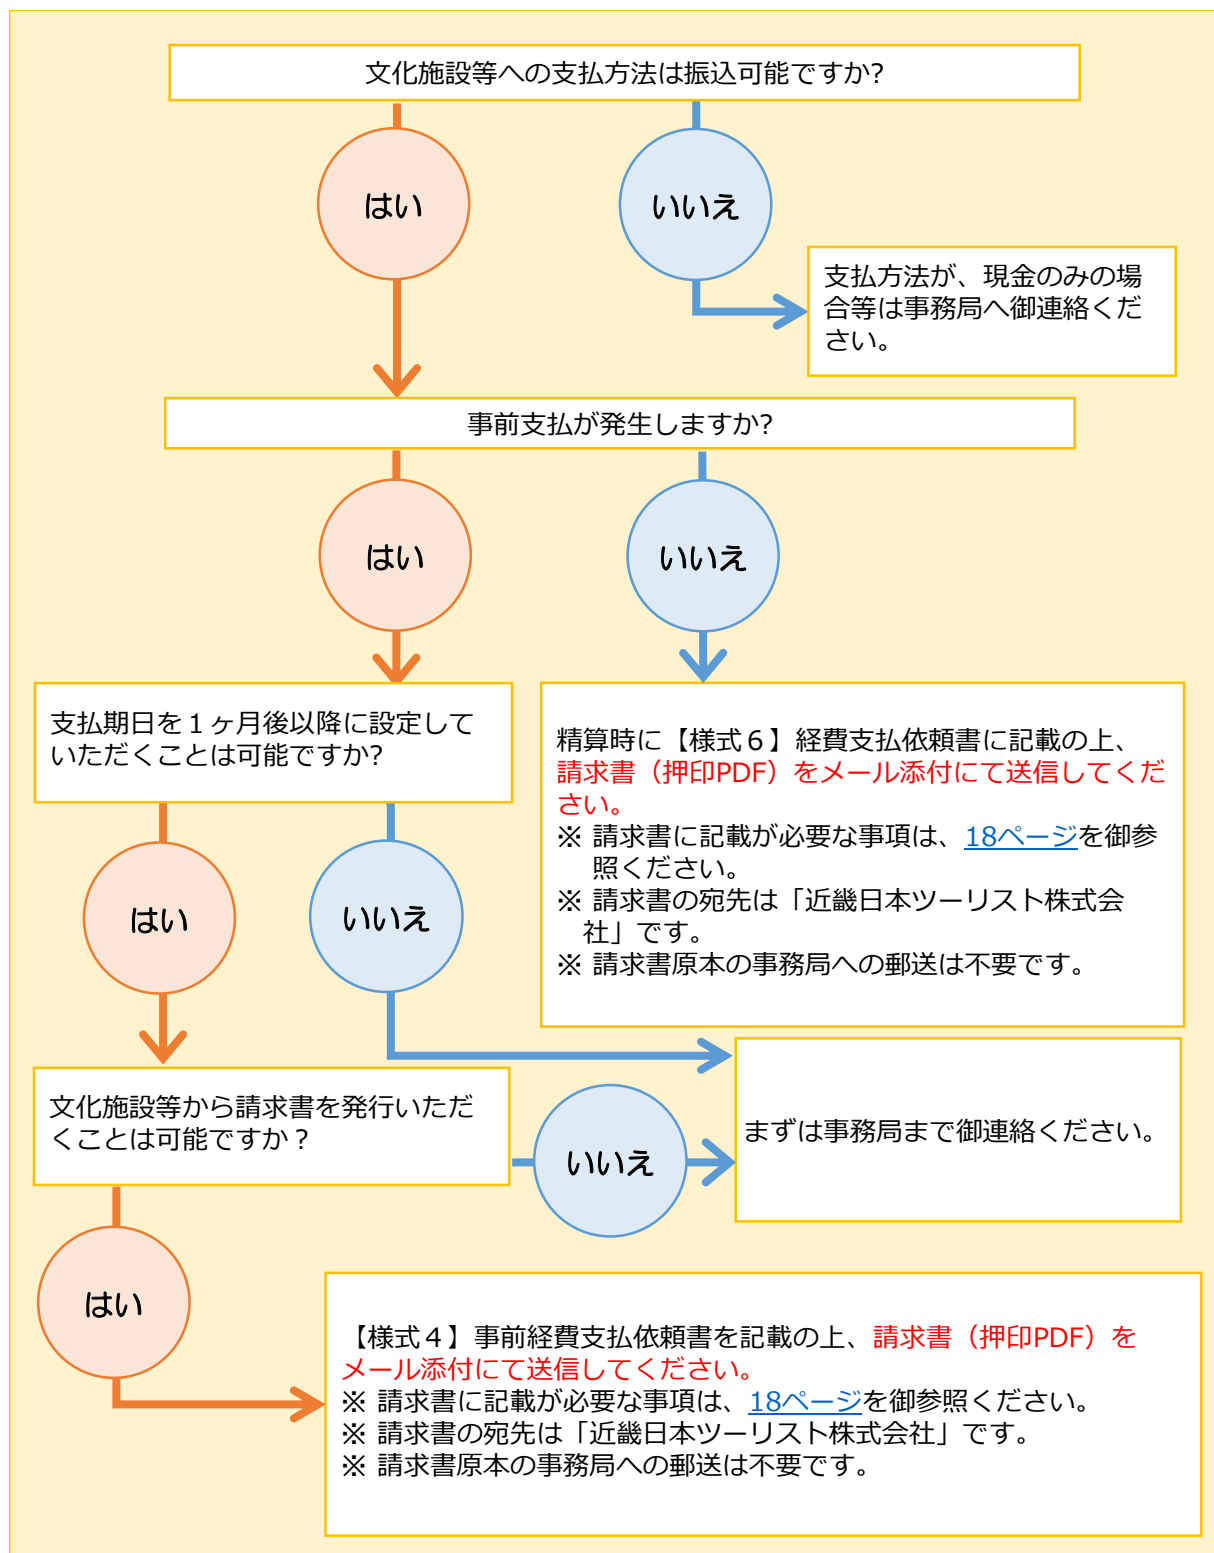 文化施設等への支払方法は振込可能ですか?
はい
いいえ
支払方法が、現金のみの場
合等は事務局へ御連絡くだ
さい。
事前支払が発生しますか?
はい
いいえ
支払期日を１ヶ月後以降に設定して
いただくことは可能ですか?
精算時に【様式６】経費支払依頼書に記載の上、
請求書（押印PDF）をメール添付にて送信してくだ
さい。
※ 請求書に記載が必要な事項は、18ページを御参
照ください。
※ 請求書の宛先は「近畿日本ツーリスト株式会
社」です。
※ 請求書原本の事務局への郵送は不要です。
はい
いいえ
文化施設等から請求書を発行いただ
くことは可能ですか？
いいえ
まずは事務局まで御連絡ください。
はい
【様式４】事前経費支払依頼書を記載の上、請求書（押印PDF）を
メール添付にて送信してください。
※ 請求書に記載が必要な事項は、18ページを御参照ください。
※ 請求書の宛先は「近畿日本ツーリスト株式会社」です。
※ 請求書原本の事務局への郵送は不要です。